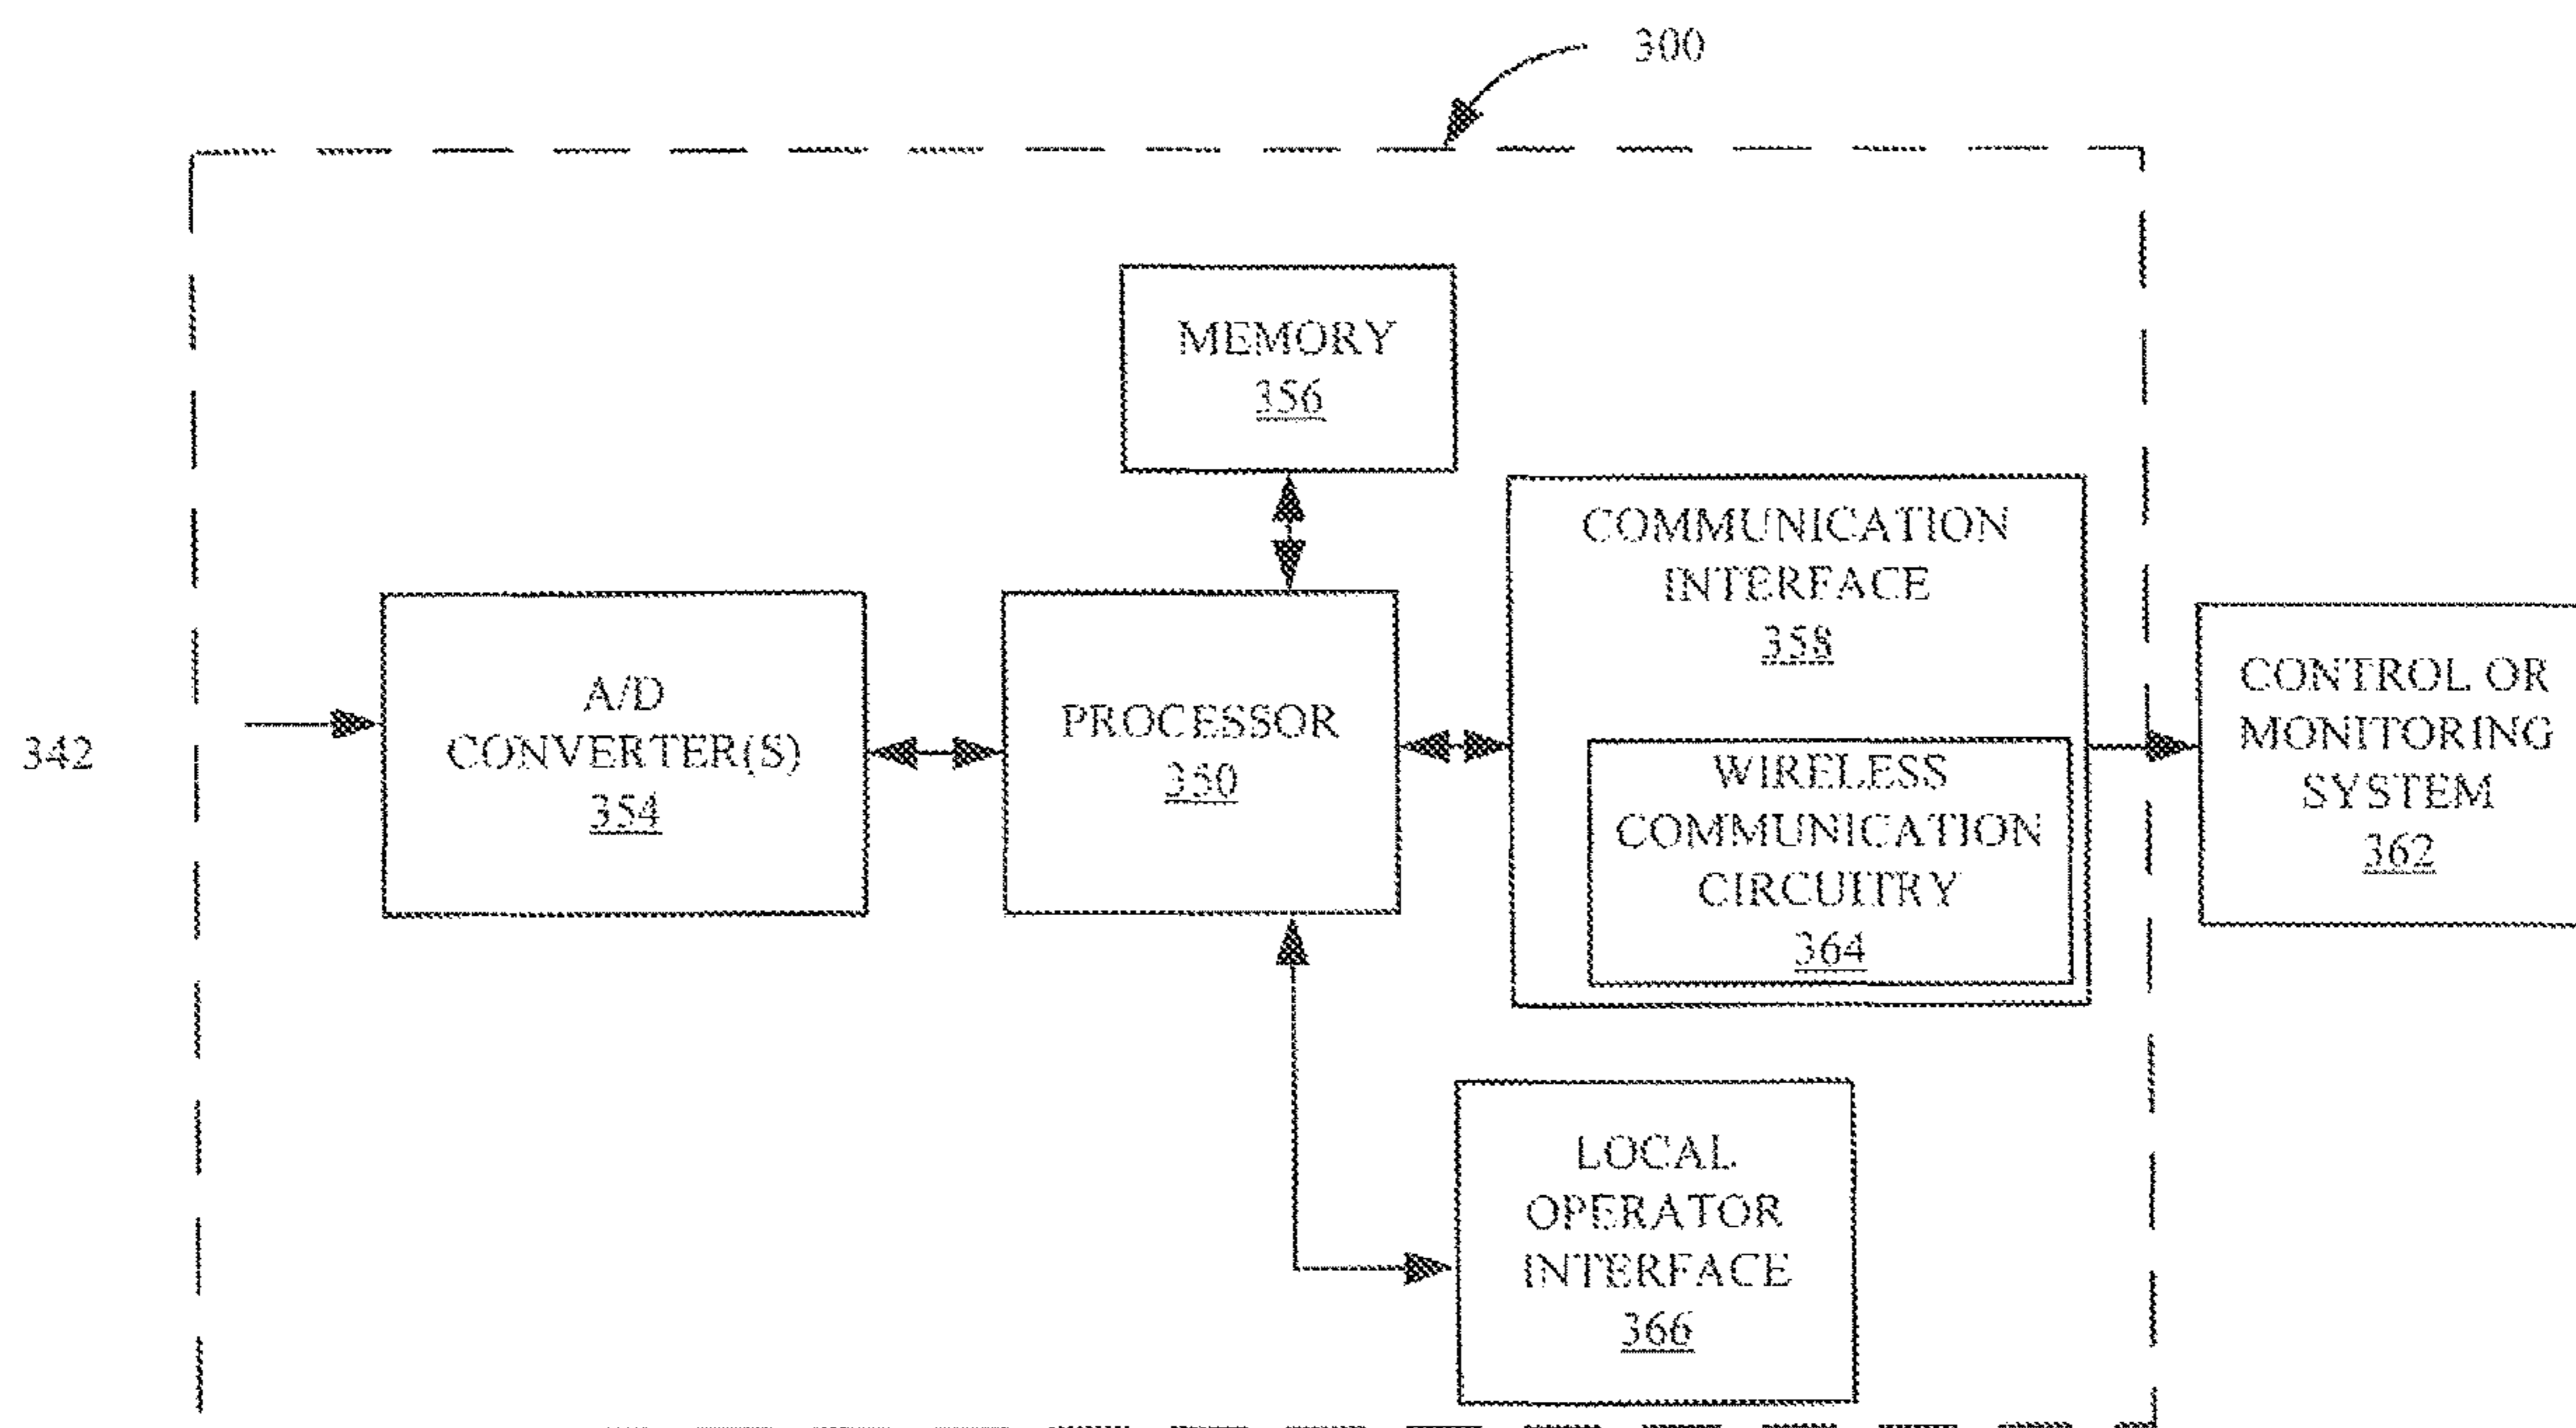 300
MEMORY
356
COMMUNICATION
INTERFACE
358
A/D
CONVERTER(S)
354
PROCESSOR
350
WIRELESS
COMMUNICATION
CIRCUITRY
364
CONTROL OR
MONITORING
SYSTEM
362
342
LOCAL
OPERATOR
INTERFACE
366